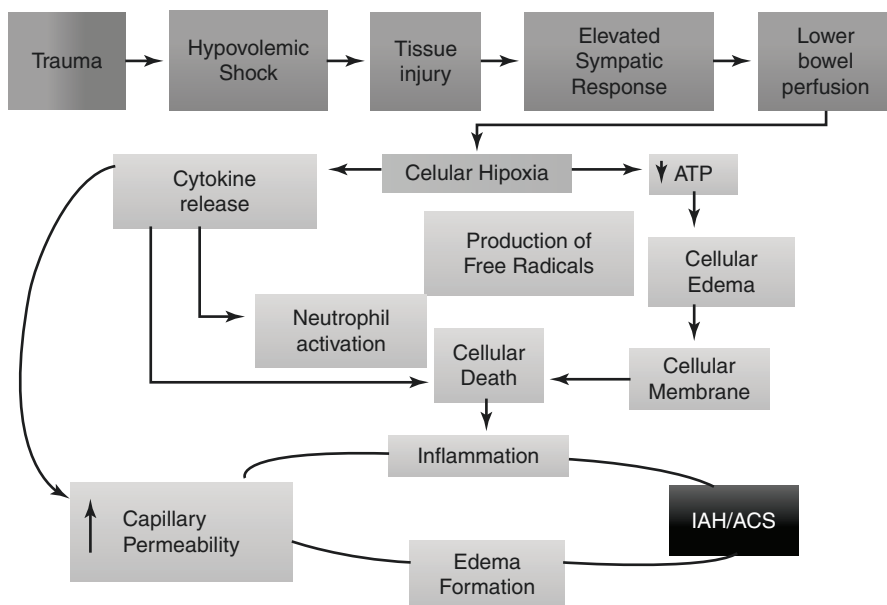 Trauma
Hypovolemic
Shock
Tissue
injury
Elevated
Sympatic
Response
Lower
bowel
perfusion
Cytokine
release
Celular Hipoxia
ATP
Production of
Free Radicals
Cellular
Edema
Neutrophil
activation
Cellular
Death
Cellular
Membrane
Inflammation
Capillary
Permeability
IAH/ACS
Edema
Formation